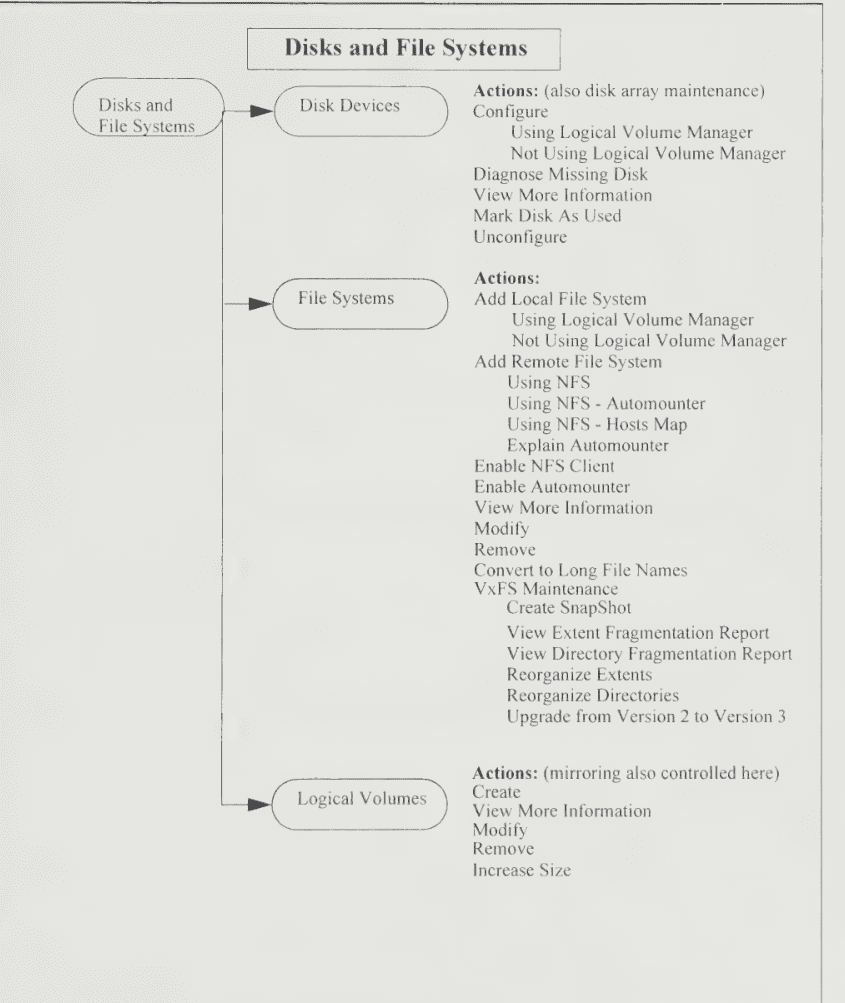 Disks and File Systems
Disks and
File Systems
Disk Devices
Actions: (also disk array maintenance)
Configure
Using Logical Volume Manager
Not Using Logical Volume Manager
Diagnose Missing Disk
View More Information
Mark Disk As Used
Unconfigure
File Systems
Actions:
Add Local File System
Using Logical Volume Manager
Not Using Logical Volume Manager
Add Remote File System
Using NFS
Using NFS - Automounter
Using NFS - Hosts Map
Explain Automounter
Enable NFS Client
Enable Automounter
View More Information
Modify
Remove
Convert to Long File Names
VxFS Maintenance
Create SnapShot
View Extent Fragmentation Report
View Directory Fragmentation Report
Reorganize Extents
Reorganize Directories
Upgrade from Version 2 to Version 3
Logical Volumes
Actions: (mirroring also controlled here)
Create
View More Information
Modify
Remove
Increase Size